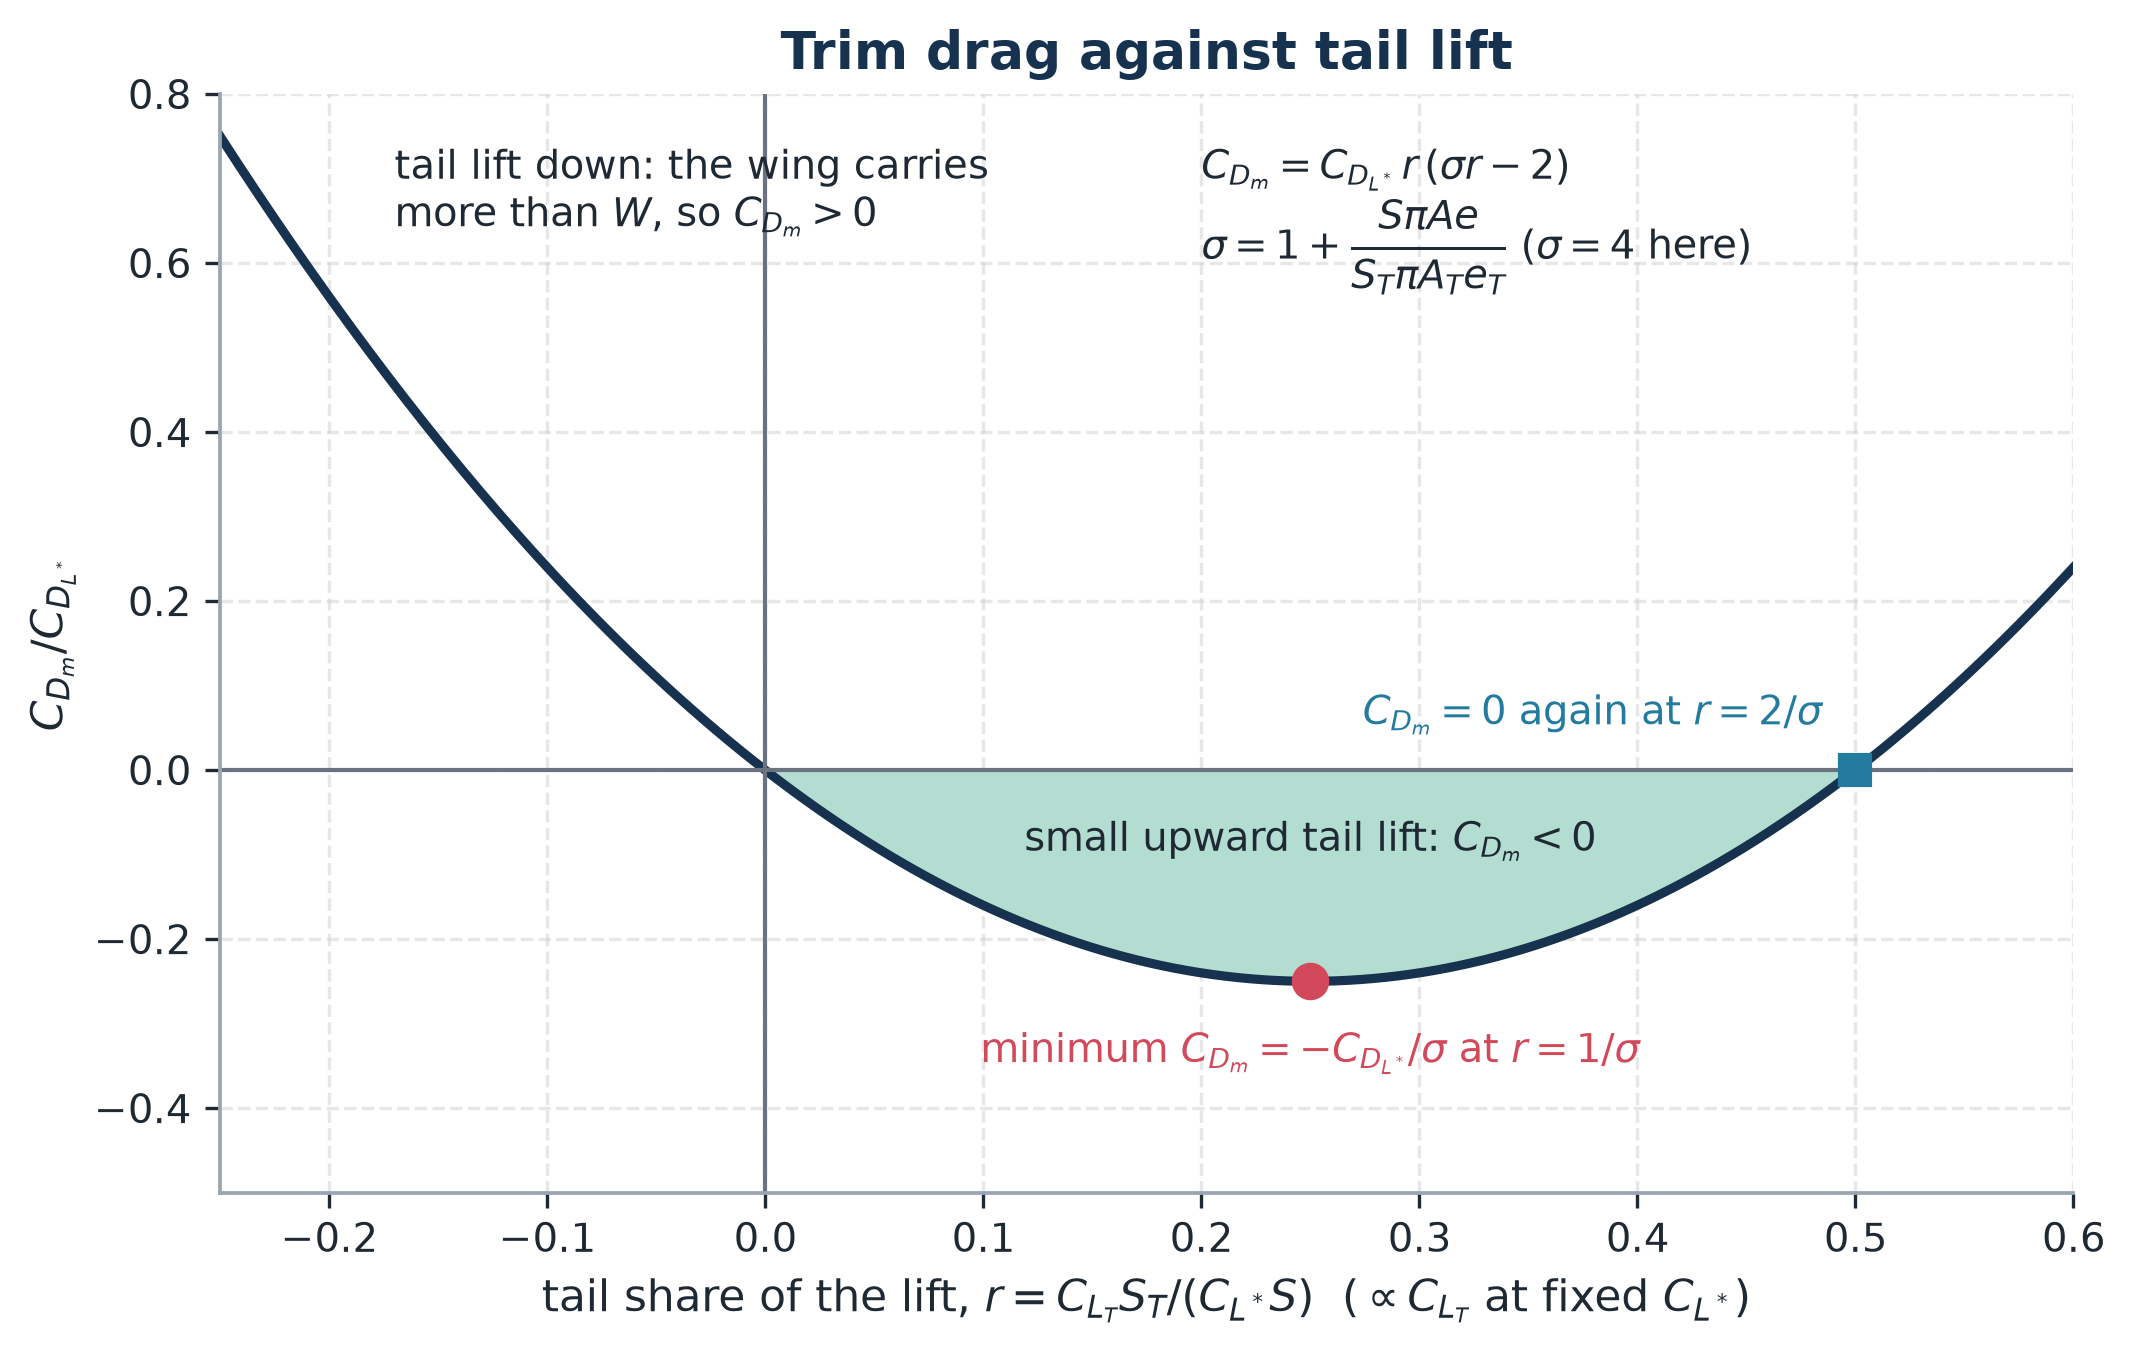 Trim drag against tail lift
0.8
0.6
0.4
0.2
0.0
−0.2
−0.4
C_{D_m}/C_{D_{L^*}}
tail lift down: the wing carries
more than W, so C_{D_m} > 0
C_{D_m} = C_{D_{L^*}} r (σr − 2)
σ = 1 + \frac{SπAe}{S_T πA_T e_T} (σ = 4 here)
C_{D_m} = 0 again at r = 2/σ
small upward tail lift: C_{D_m} < 0
minimum C_{D_m} = −C_{D_{L^*}}/σ at r = 1/σ
−0.2 −0.1 0.0 0.1 0.2 0.3 0.4 0.5 0.6
tail share of the lift, r = C_{L_T} S_T/(C_{L^*} S) (∝ C_{L_T} at fixed C_{L^*})